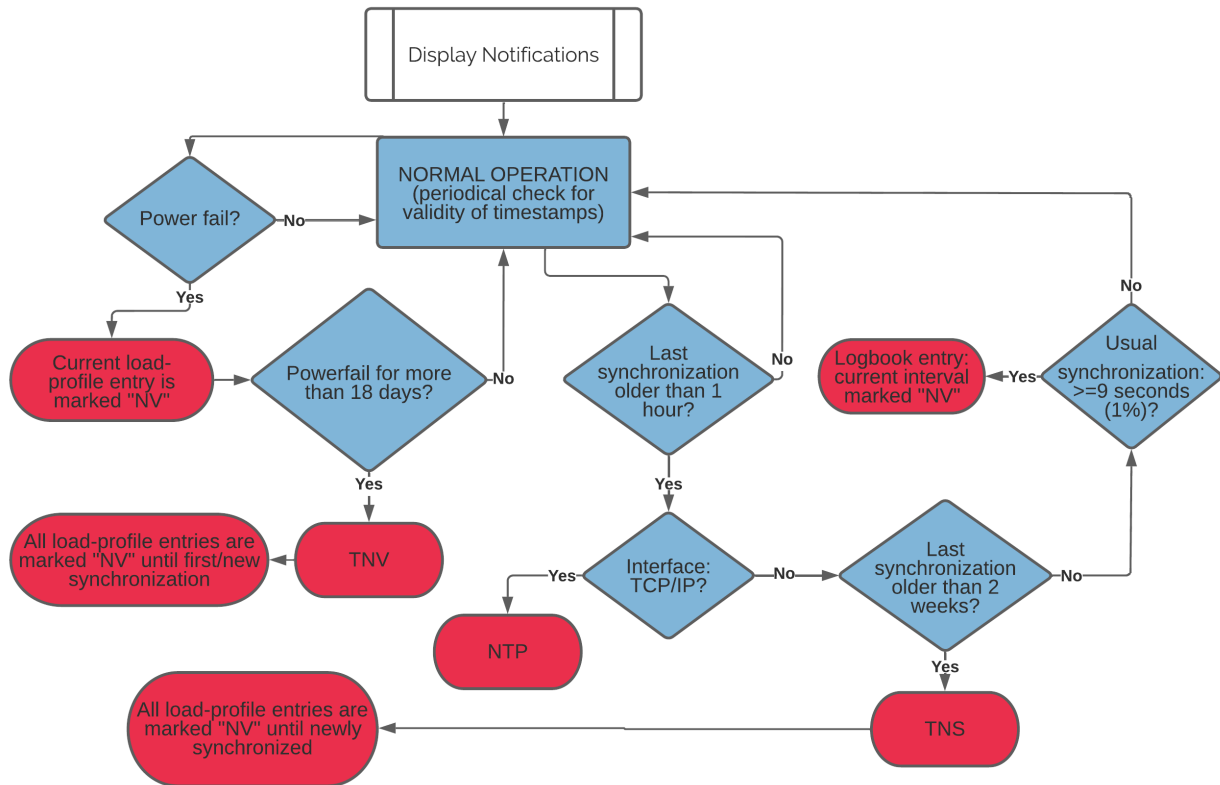 Display Notifications
NORMAL OPERATION
(periodical check for
validity of timestamps)
Power fail?
No
Yes
Current load-
profile entry is
marked "NV"
Powerfail for more
than 18 days?
No
Yes
TNV
All load-profile entries are
marked "NV" until first/new
synchronization
Last
synchronization
older than 1
hour?
No
Yes
Interface:
TCP/IP?
Yes
NTP
No
Last
synchronization
older than 2
weeks?
No
Yes
TNS
All load-profile entries are
marked "NV" until newly
synchronized
Usual
synchronization:
>=9 seconds
(1%)?
No
Yes
Logbook entry:
current interval
marked "NV"